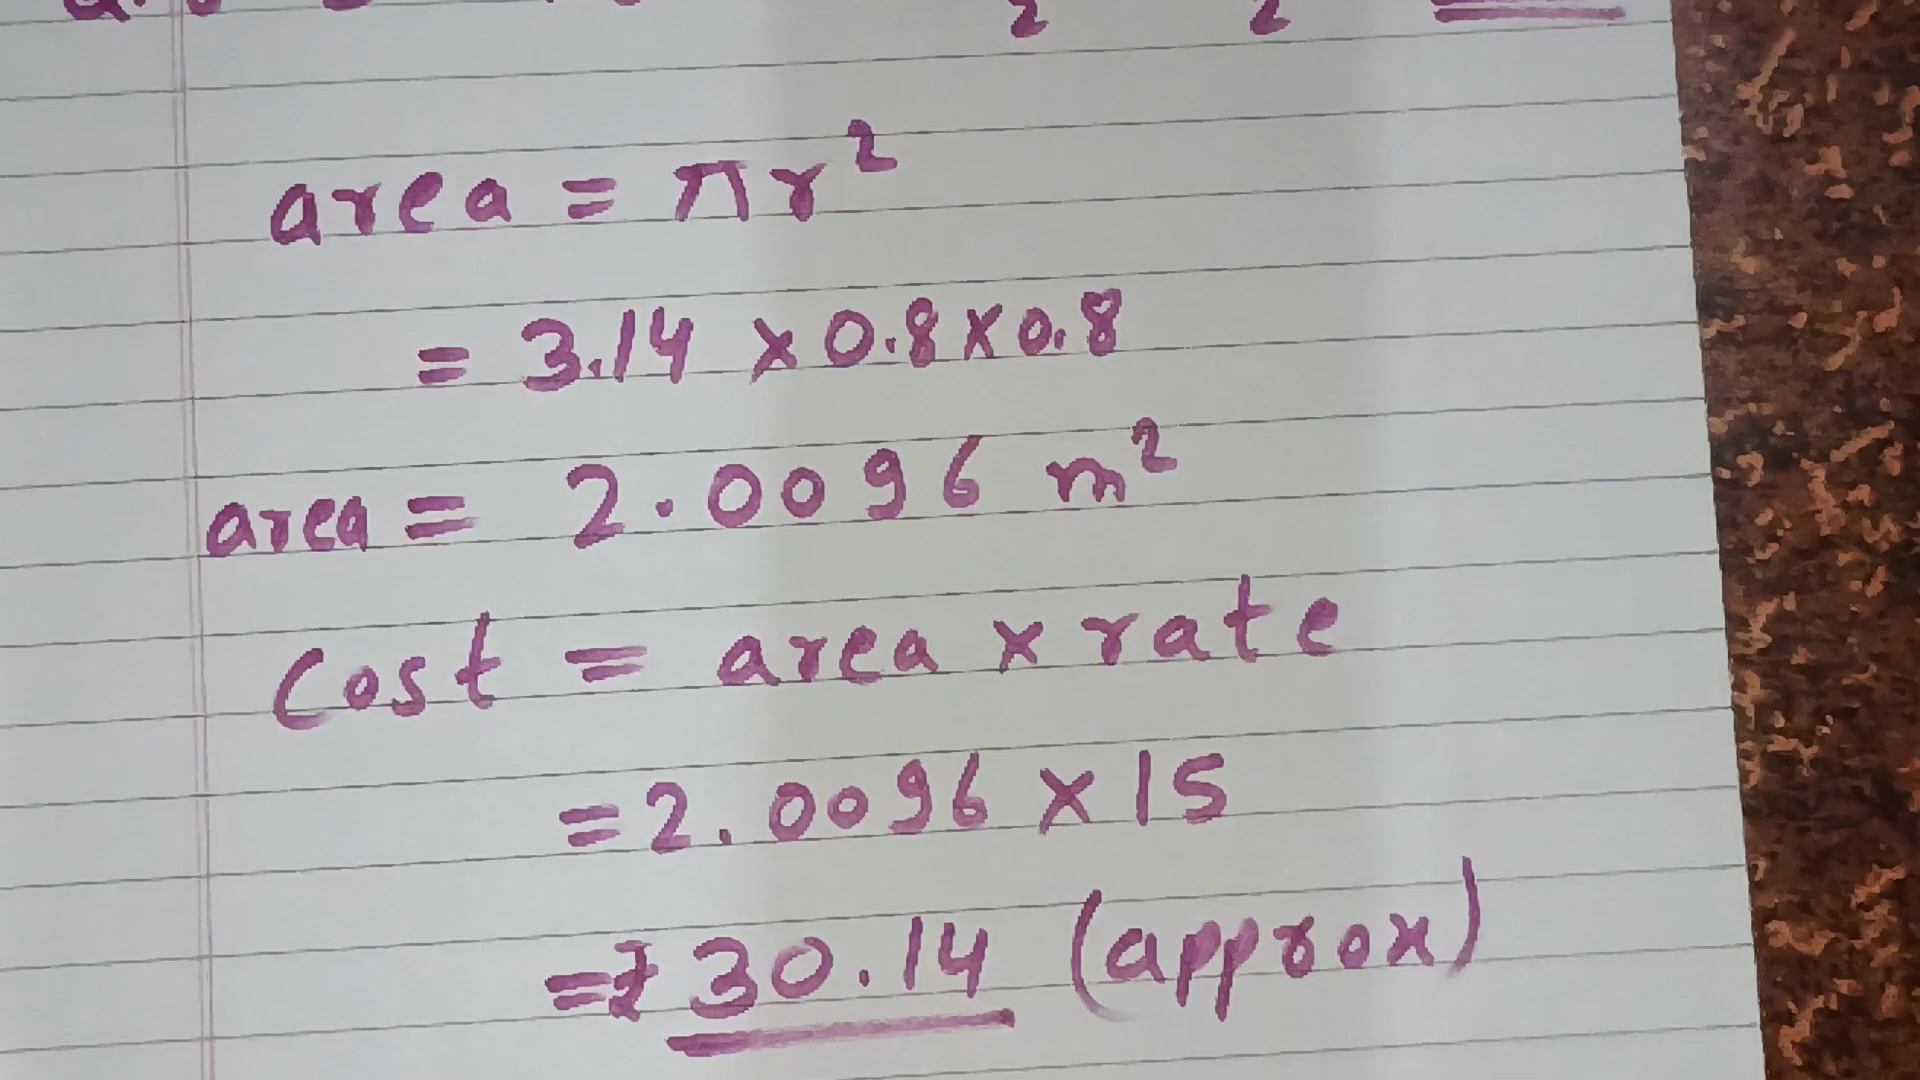 area = πr²
= 3.14 × 0.8 × 0.8
area = 2.0096 m²
Cost = area × rate
= 2.0096 × 15
= ₹ 30.14 (approx)